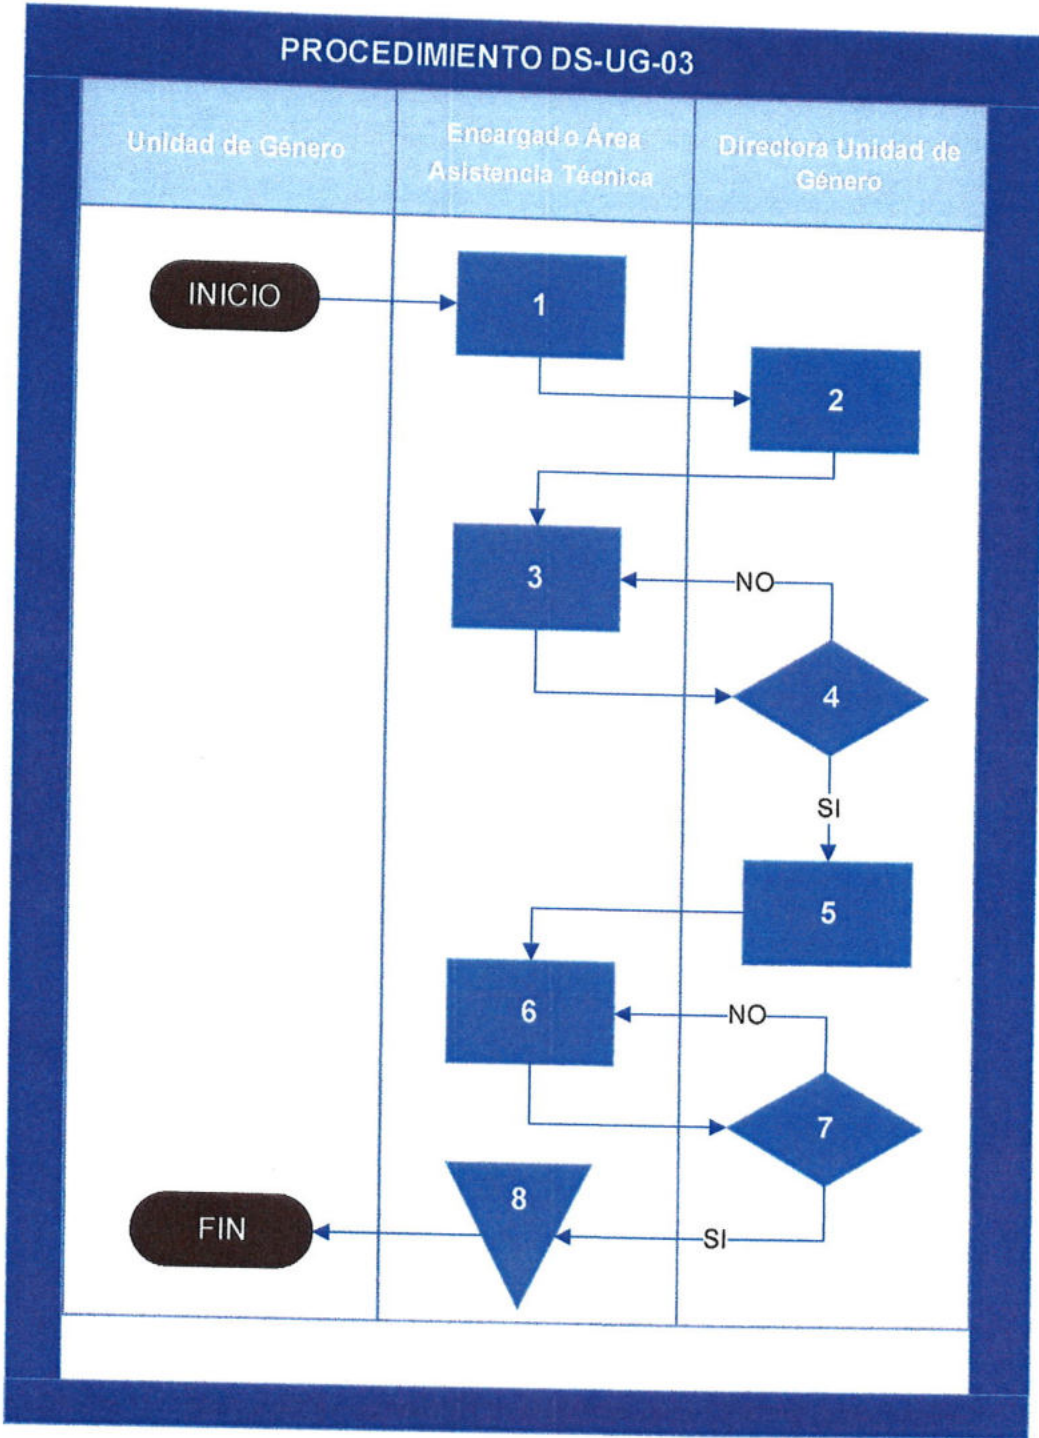 PROCEDIMIENTO DS-UG-03
Unidad de Género
Encargado Área
Asistencia Técnica
Directora Unidad de
Género
INICIO
1
2
3
NO
4
SI
5
6
NO
7
8
SI
FIN